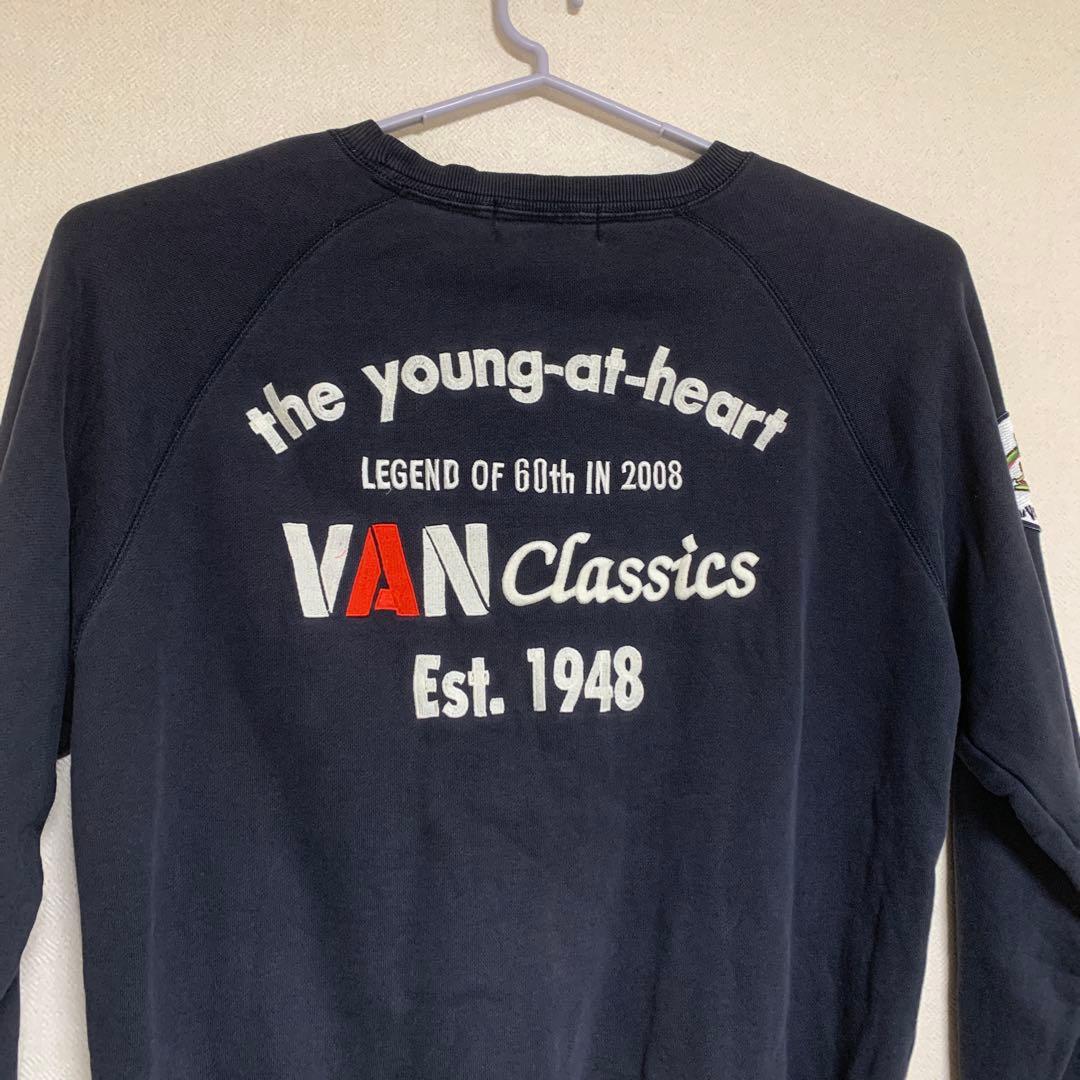 the young-at-heart
LEGEND OF 60th IN 2008
VAN Classics
Est. 1948